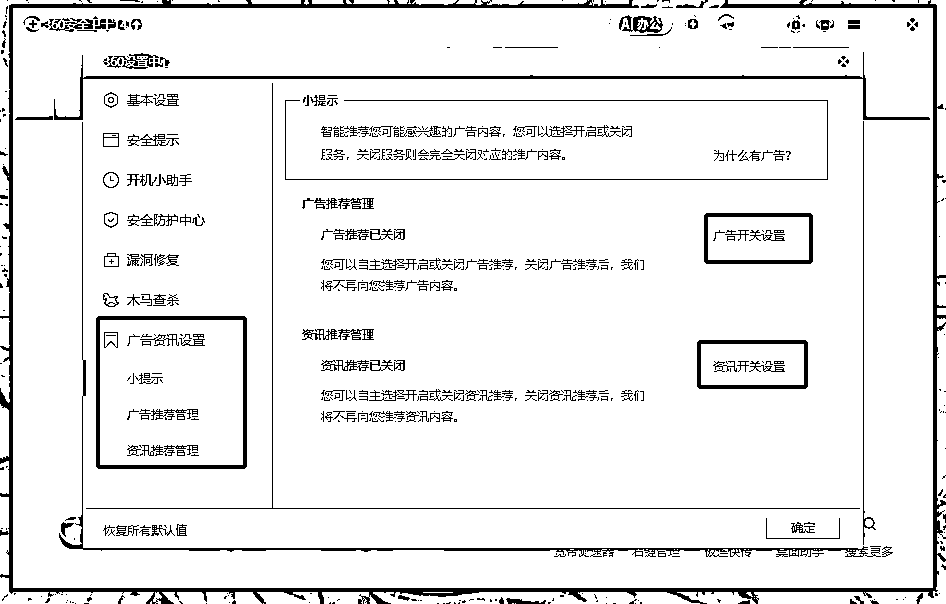 360安全卫士
AI办公
360设置中心
基本设置
安全提示
开机小助手
安全防护中心
漏洞修复
木马查杀
广告资讯设置
小提示
广告推荐管理
资讯推荐管理
小提示
智能推荐您可能感兴趣的广告内容，您可以选择开启或关闭
服务，关闭服务则会完全关闭对应的推广内容。
为什么有广告?
广告推荐管理
广告推荐已关闭
广告开关设置
您可以自主选择开启或关闭广告推荐，关闭广告推荐后，我们
将不再向您推荐广告内容。
资讯推荐管理
资讯推荐已关闭
资讯开关设置
您可以自主选择开启或关闭资讯推荐，关闭资讯推荐后，我们
将不再向您推荐资讯内容。
恢复所有默认值
确定
宽带测速器
右键管理
极速快传
桌面助手
搜索更多